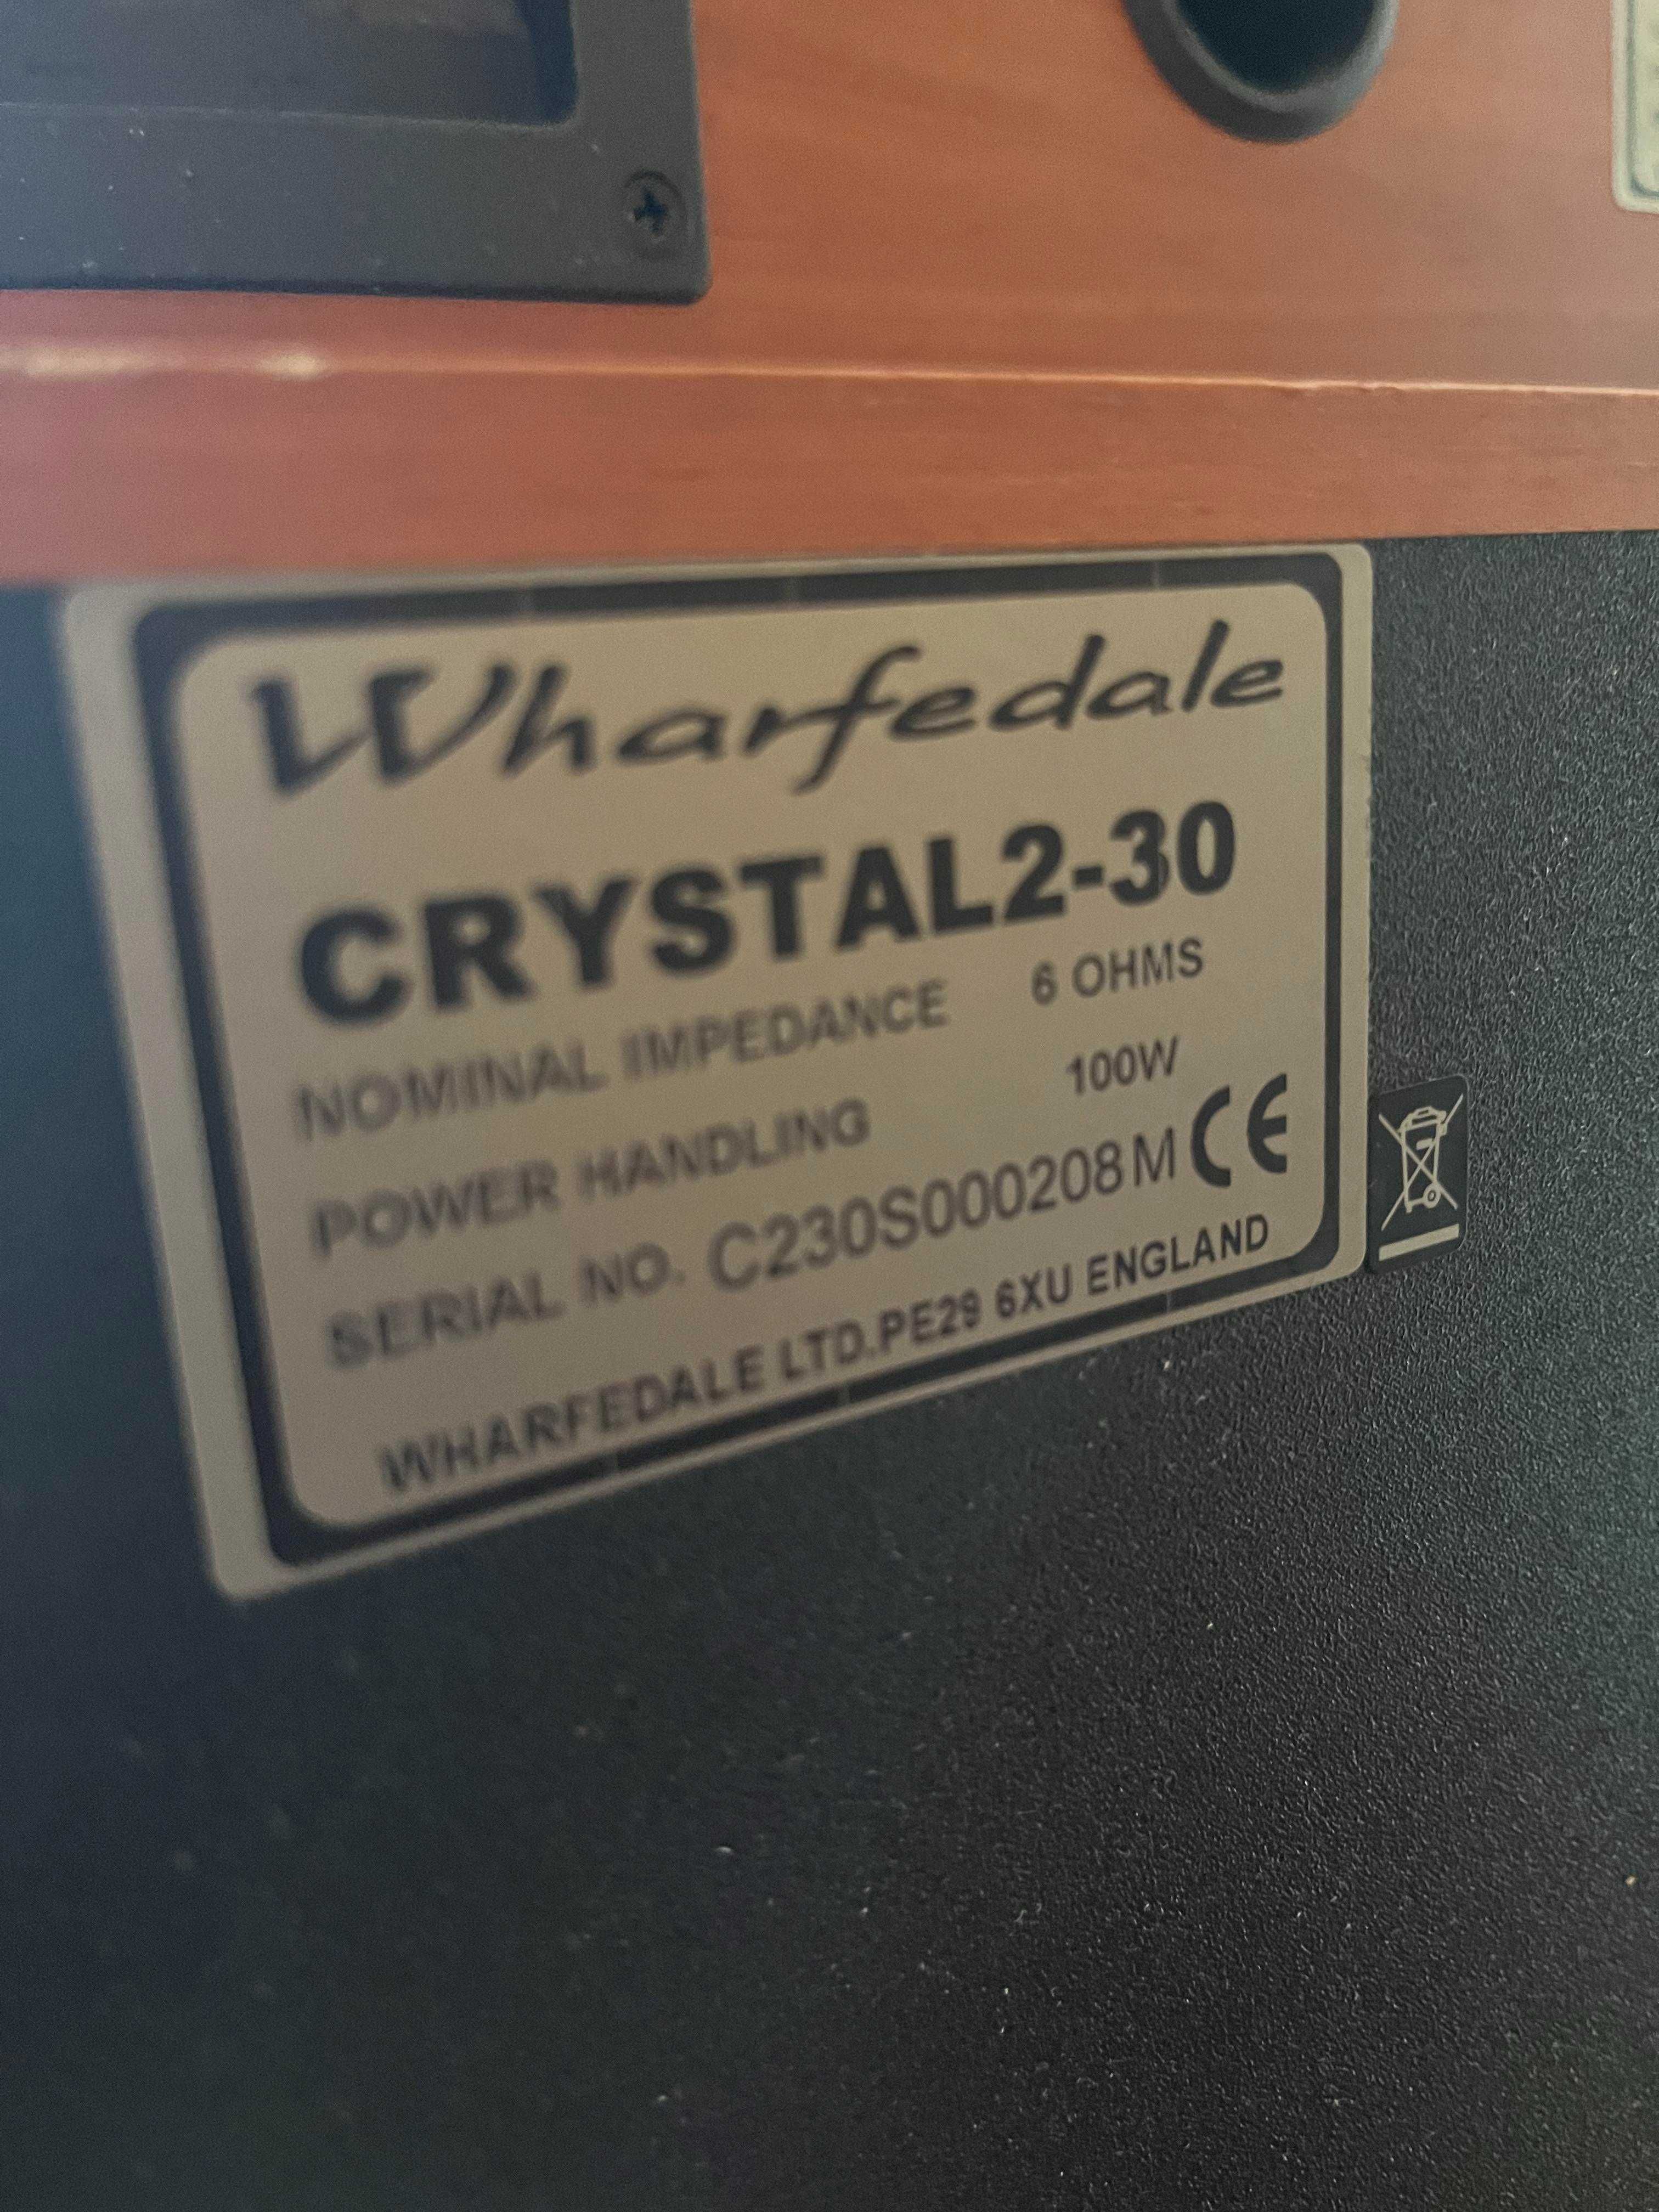 Wharfedale
CRYSTAL2-30
NOMINAL IMPEDANCE 6 OHMS
POWER HANDLING 100W
SERIAL NO. C230S000208M CE
WHARFEDALE LTD.PE29 6XU ENGLAND